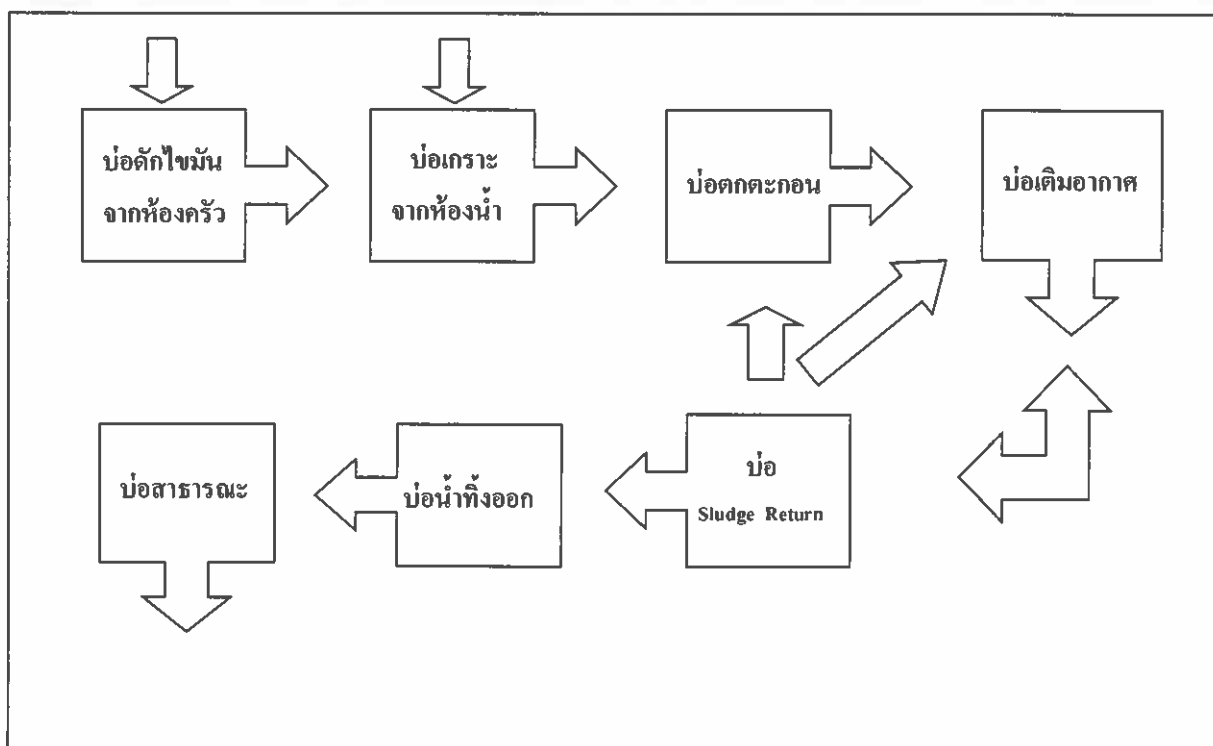 บ่อดักไขมัน
จากห้องครัว
บ่อเกราะ
จากห้องน้ำ
บ่อตกตะกอน
บ่อเติมอากาศ
บ่อสาธารณะ
บ่อน้ำทิ้งออก
บ่อ
Sludge Return